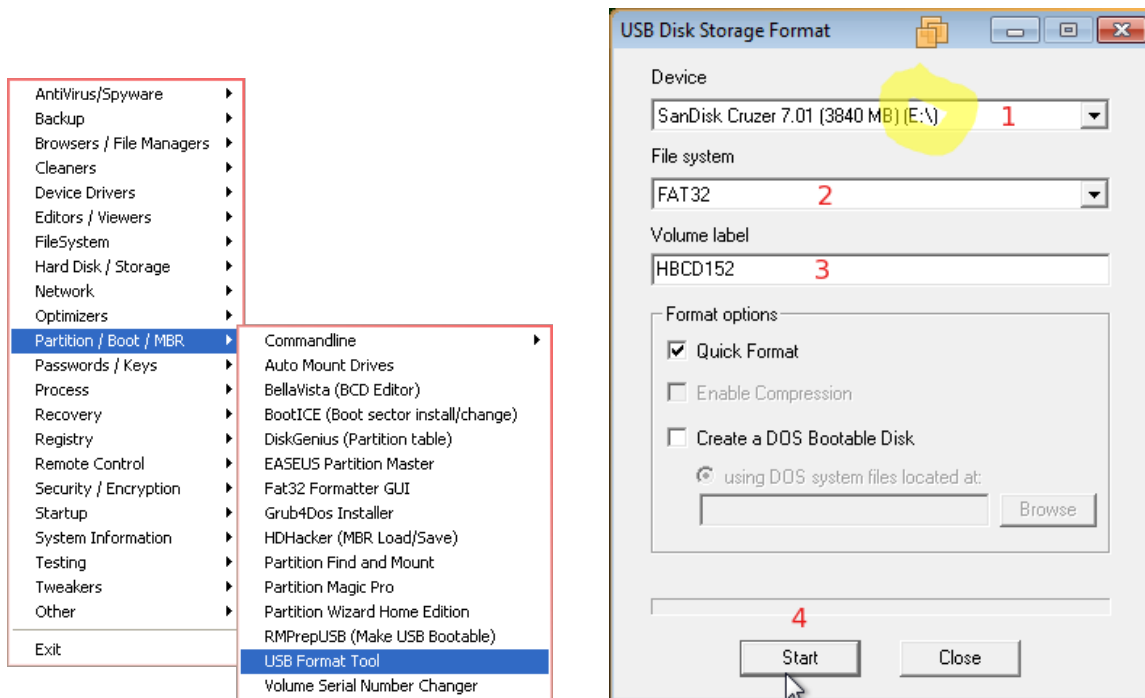 AntiVirus/Spyware
Backup
Browsers / File Managers
Cleaners
Device Drivers
Editors / Viewers
FileSystem
Hard Disk / Storage
Network
Optimizers
Partition / Boot / MBR
Passwords / Keys
Process
Recovery
Registry
Remote Control
Security / Encryption
Startup
System Information
Testing
Tweakers
Other
Exit
Commandline
Auto Mount Drives
BellaVista (BCD Editor)
BootICE (Boot sector install/change)
DiskGenius (Partition table)
EASEUS Partition Master
Fat32 Formatter GUI
Grub4Dos Installer
HDHacker (MBR Load/Save)
Partition Find and Mount
Partition Magic Pro
Partition Wizard Home Edition
RMPrepUSB (Make USB Bootable)
USB Format Tool
Volume Serial Number Changer
USB Disk Storage Format
Device
SanDisk Cruzer 7.01 (3840 MB) (E:\) 1
File system
FAT32 2
Volume label
HBCD152 3
Format options
Quick Format
Enable Compression
Create a DOS Bootable Disk
using DOS system files located at:
Browse
4
Start Close